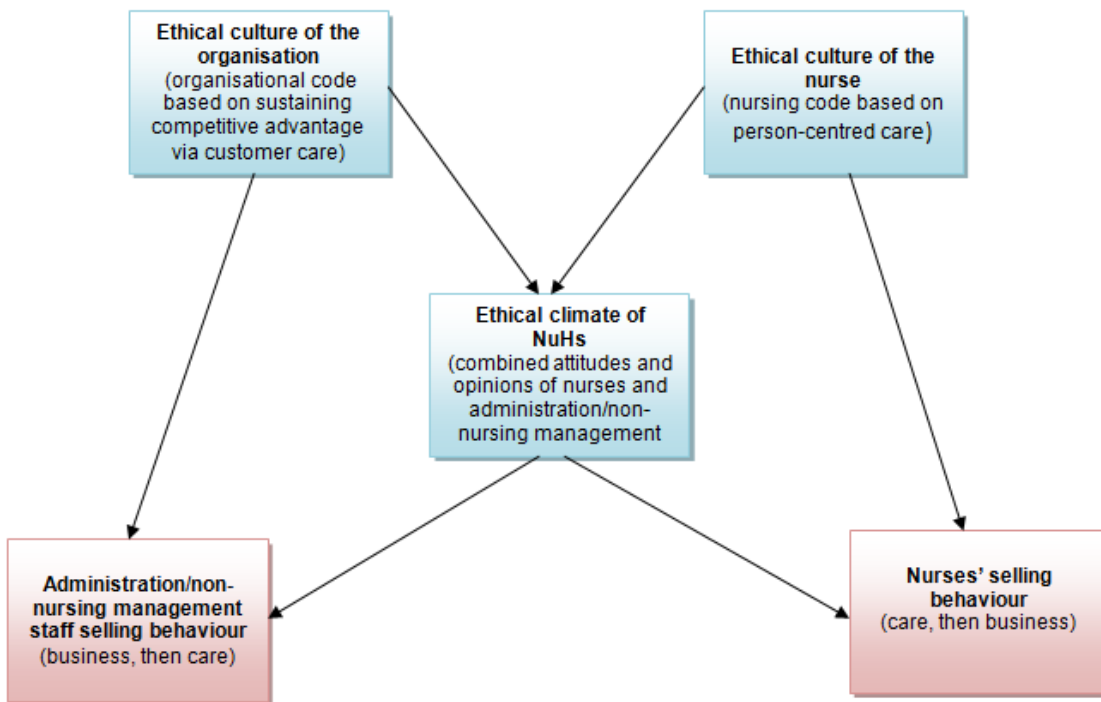 Ethical culture of the
organisation
(organisational code
based on sustaining
competitive advantage
via customer care)
Ethical culture of the
nurse
(nursing code based on
person-centred care)
Ethical climate of
NuHs
(combined attitudes and
opinions of nurses and
administration/non-
nursing management
Administration/non-
nursing management
staff selling behaviour
(business, then care)
Nurses’ selling
behaviour
(care, then business)